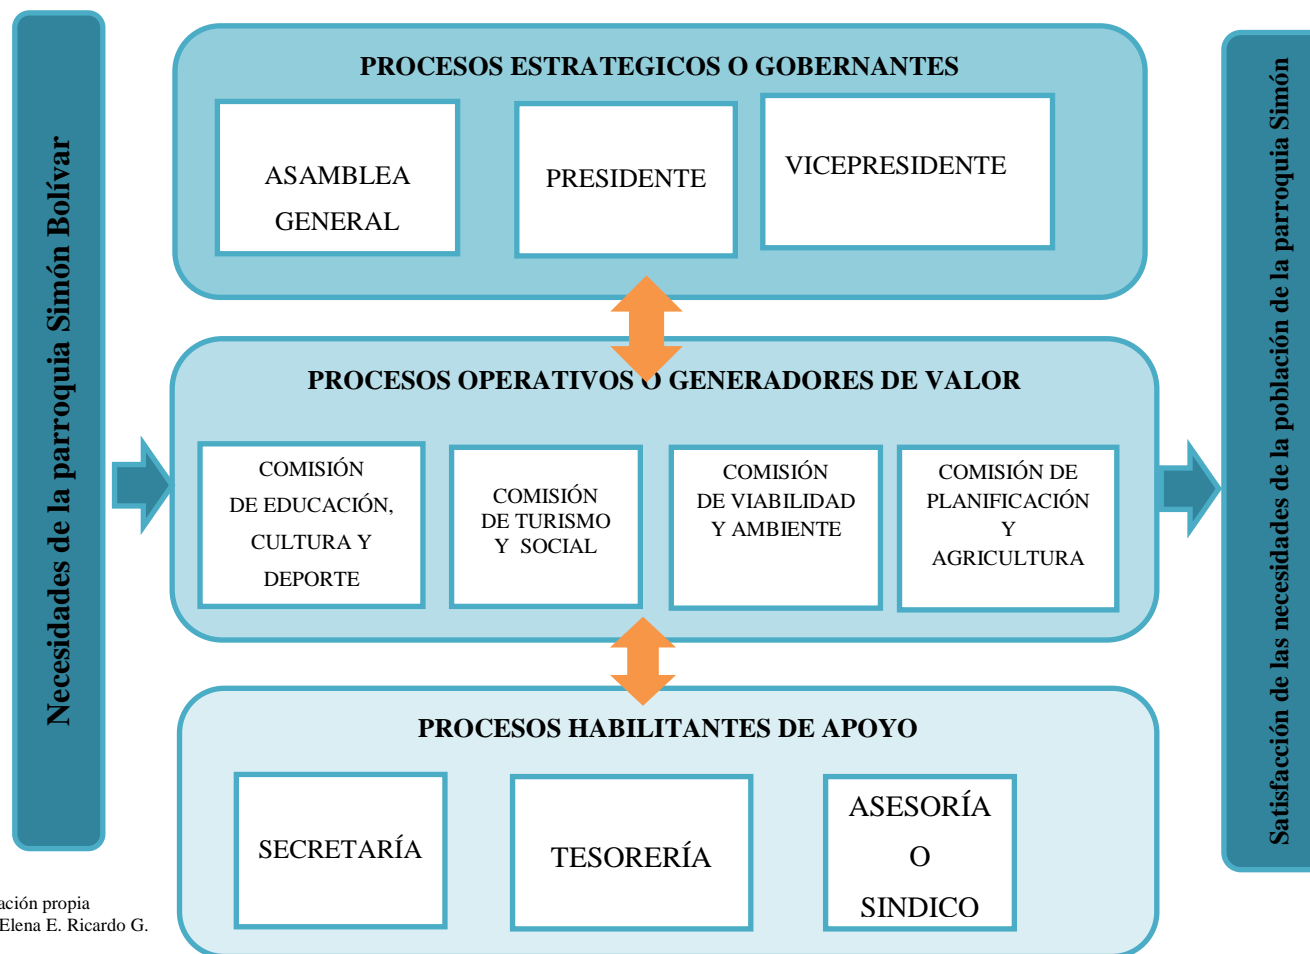 Necesidades de la parroquia Simón Bolívar
PROCESOS ESTRATEGICOS O GOBERNANTES
ASAMBLEA
GENERAL
PRESIDENTE
VICEPRESIDENTE
PROCESOS OPERATIVOS O GENERADORES DE VALOR
COMISIÓN
DE EDUCACIÓN,
CULTURA Y
DEPORTE
COMISIÓN
DE TURISMO
Y SOCIAL
COMISIÓN
DE VIABILIDAD
Y AMBIENTE
COMISIÓN DE
PLANIFICACIÓN
Y
AGRICULTURA
PROCESOS HABILITANTES DE APOYO
SECRETARÍA
TESORERÍA
ASESORÍA
O
SINDICO
Satisfacción de las necesidades de la población de la parroquia Simón
ación propia
Elena E. Ricardo G.